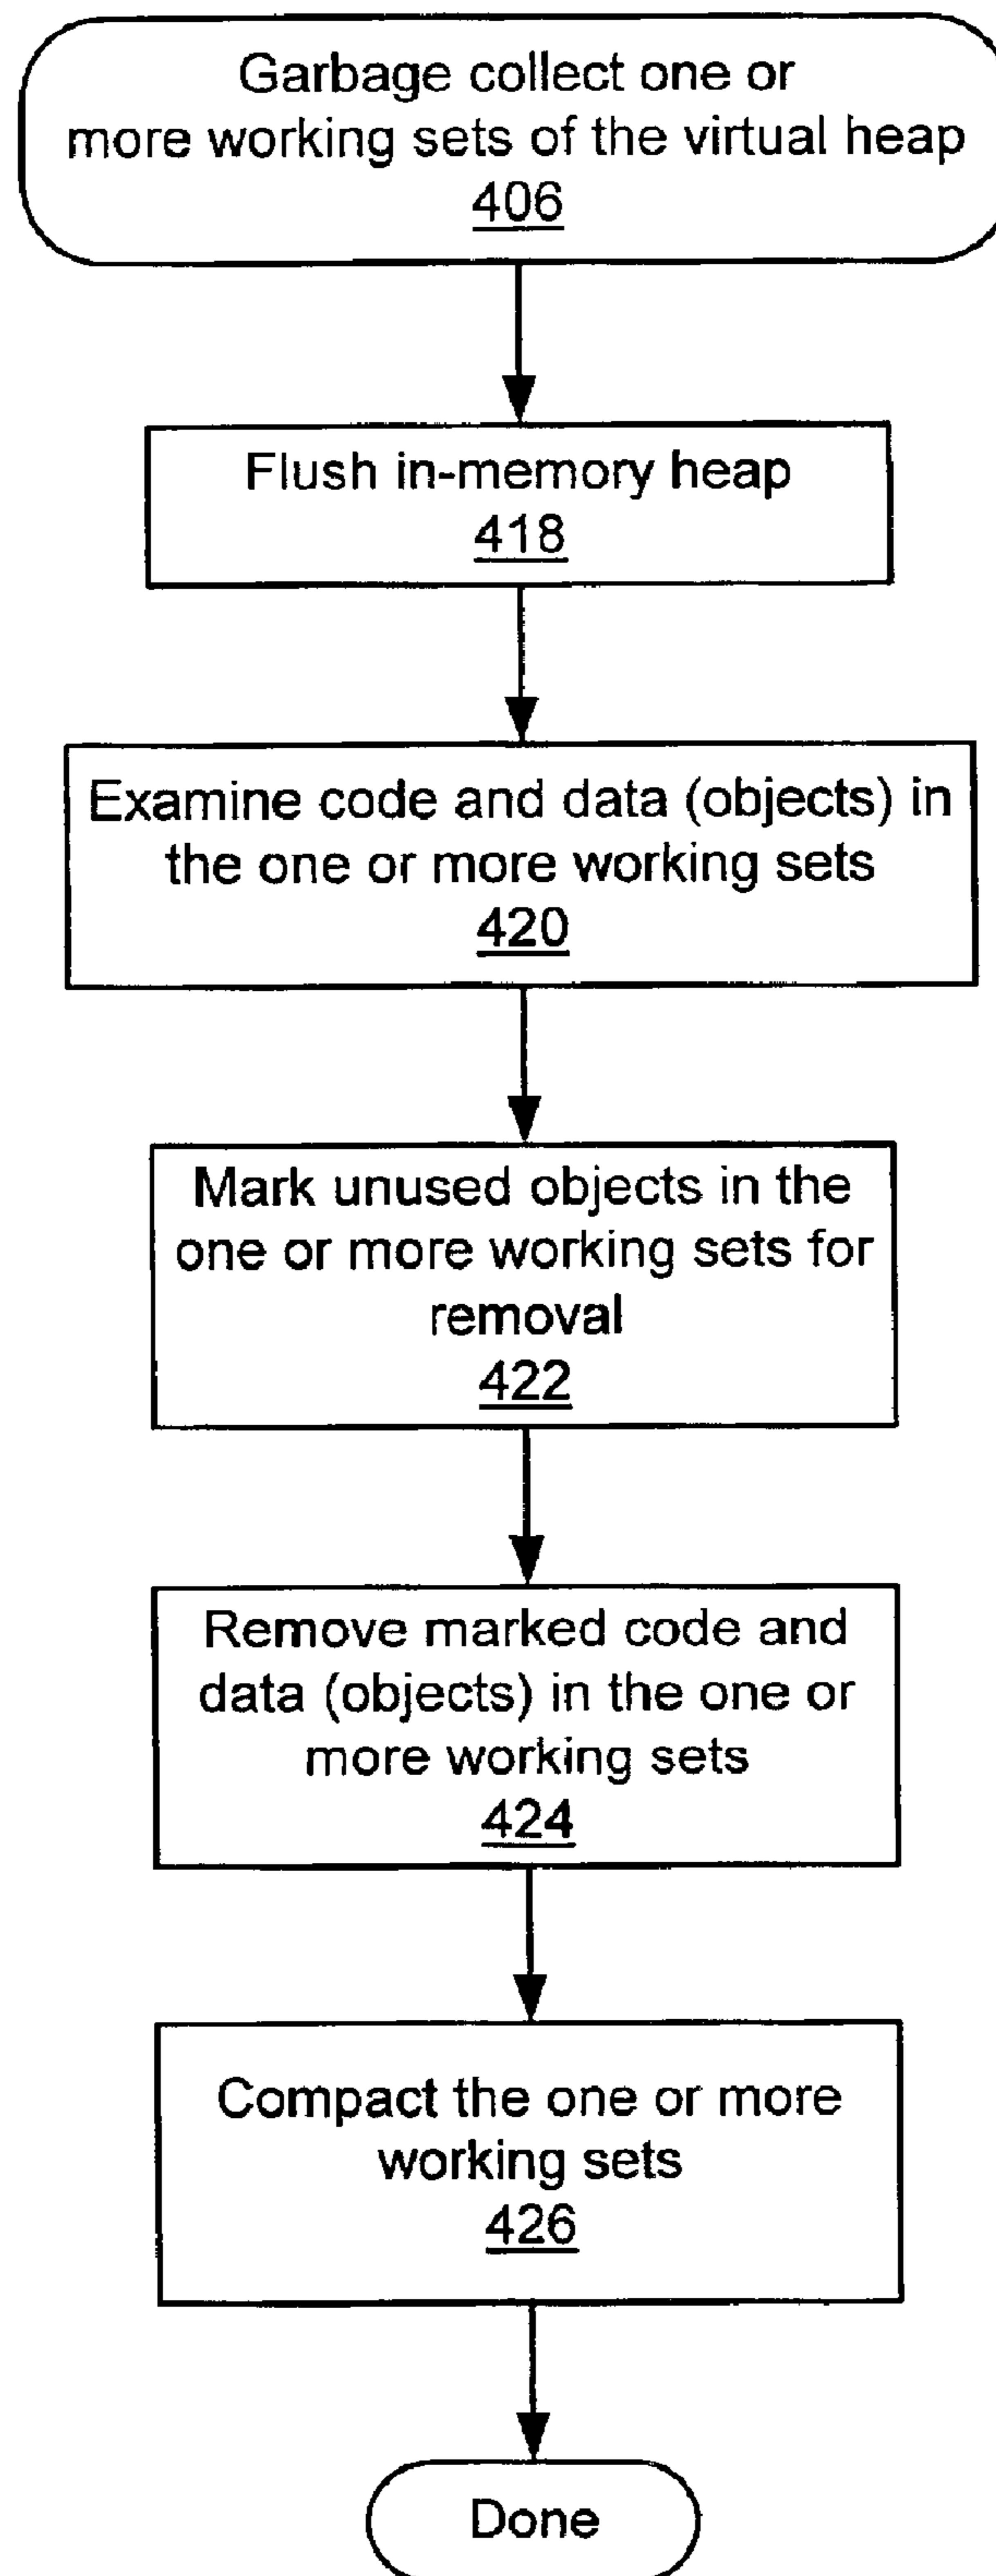 Garbage collect one or
more working sets of the virtual heap
406
Flush in-memory heap
418
Examine code and data (objects) in
the one or more working sets
420
Mark unused objects in the
one or more working sets for
removal
422
Remove marked code and
data (objects) in the one or
more working sets
424
Compact the one or more
working sets
426
Done